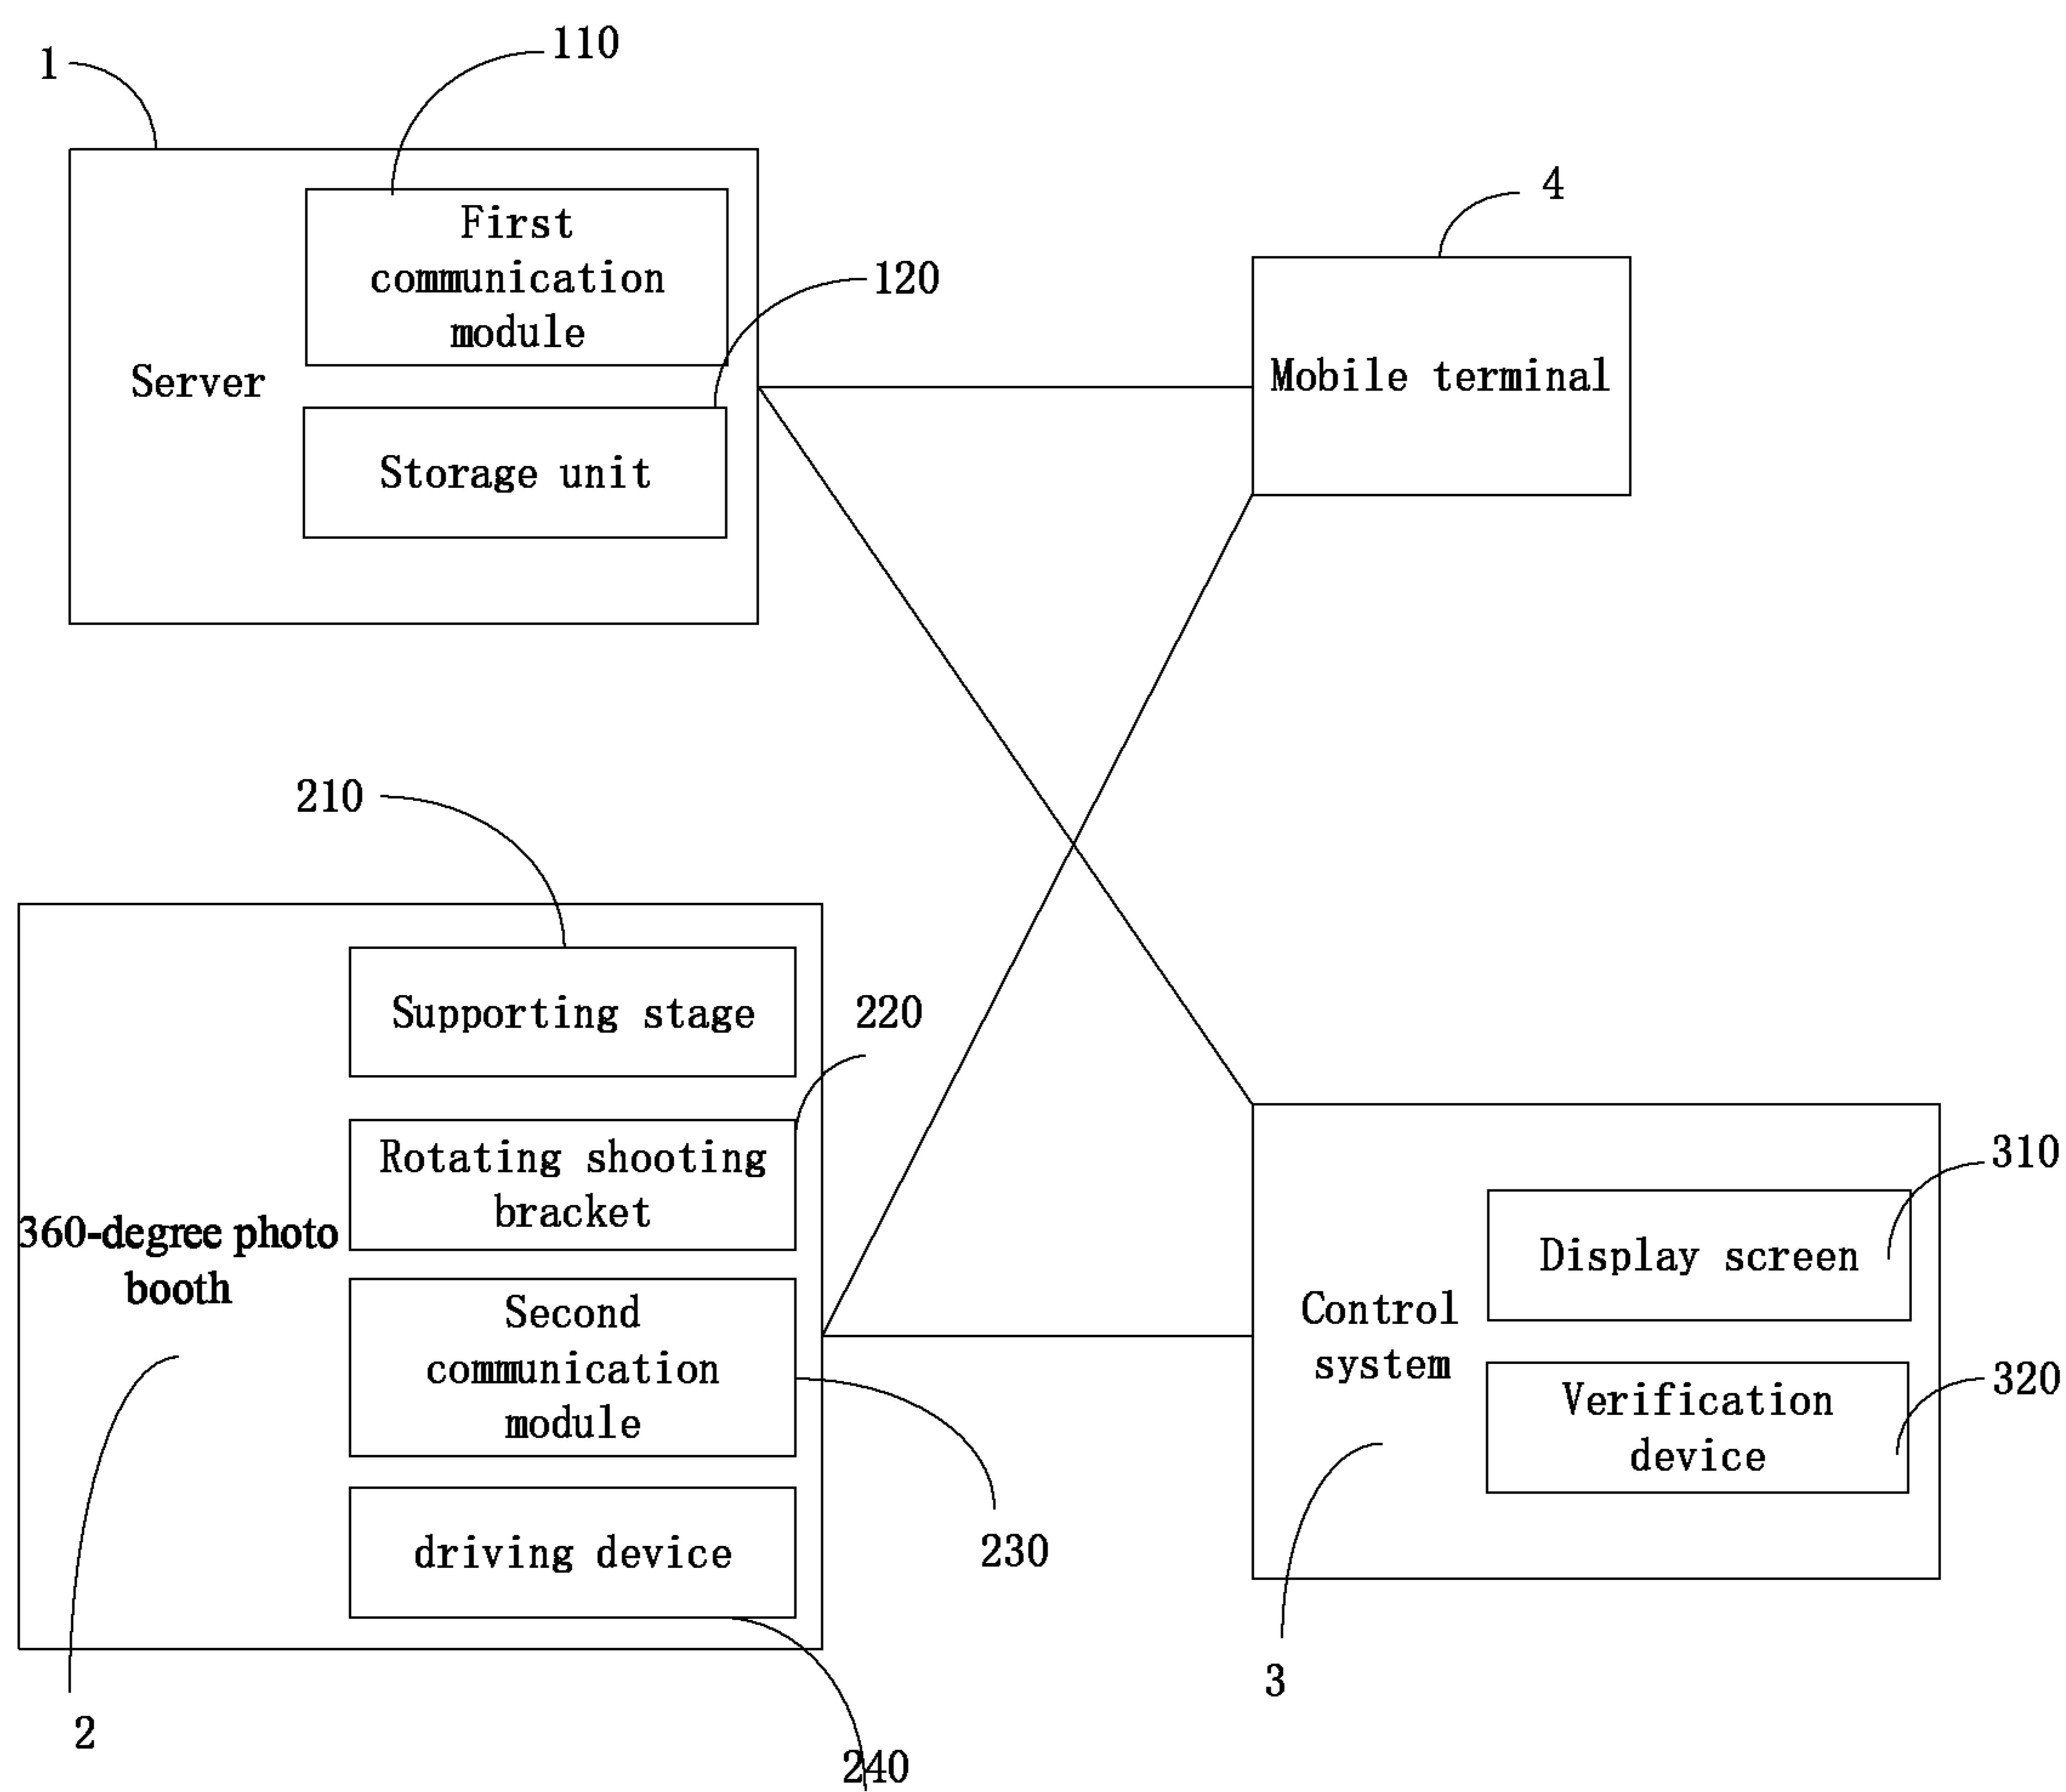 1
110
First
communication
module
120
Server
Storage unit
4
Mobile terminal
210
Supporting stage
220
Rotating shooting
bracket
360-degree photo
booth
Second
communication
module
230
driving device
2
240
310
Display screen
Control
system
320
Verification
device
3